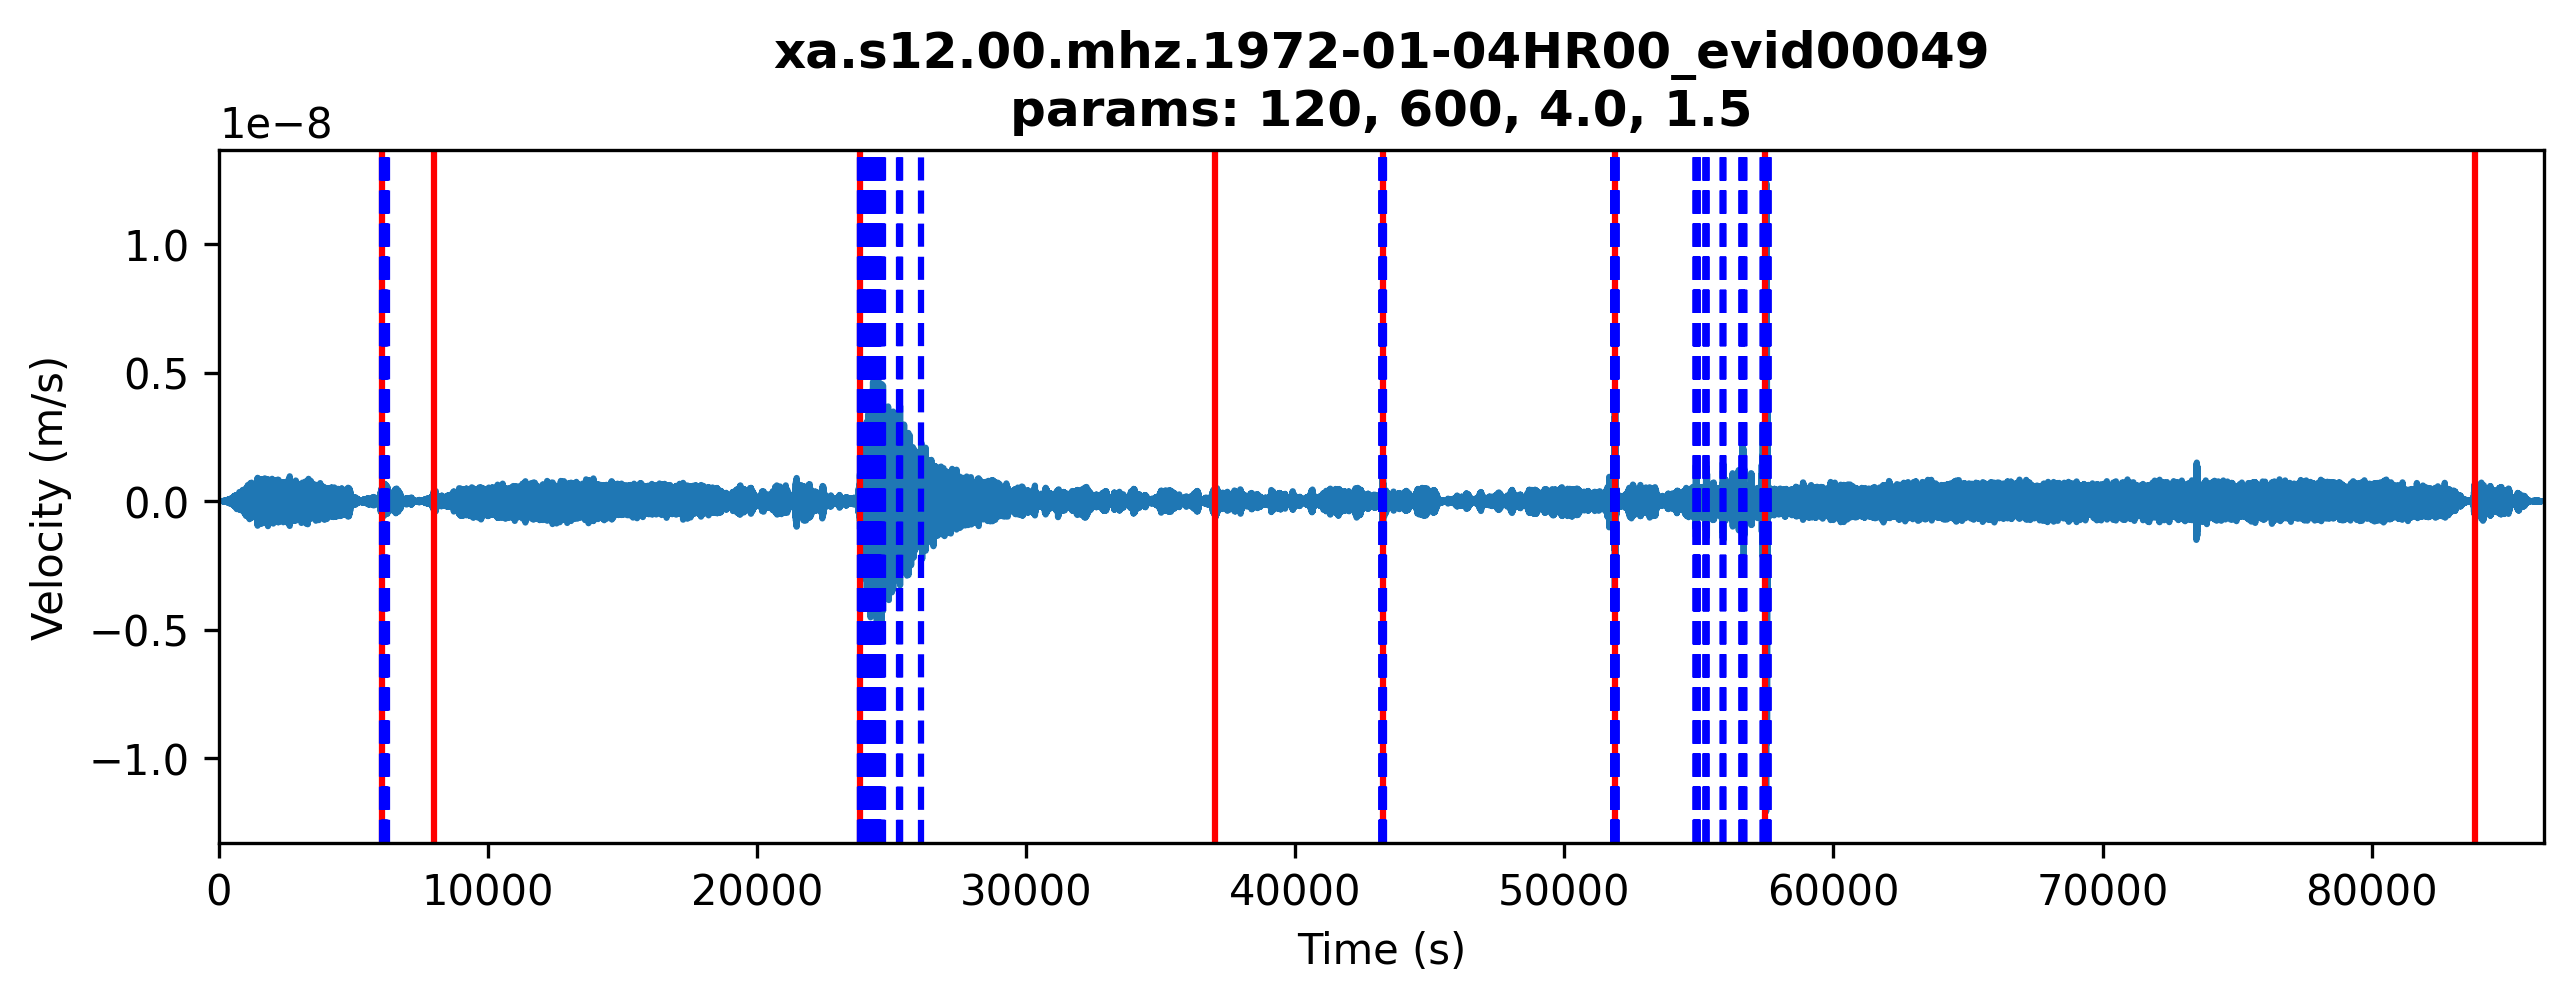 xa.s12.00.mhz.1972-01-04HR00_evid00049
params: 120, 600, 4.0, 1.5
1e−8
1.0
0.5
0.0
−0.5
−1.0
Velocity (m/s)
0 10000 20000 30000 40000 50000 60000 70000 80000
Time (s)